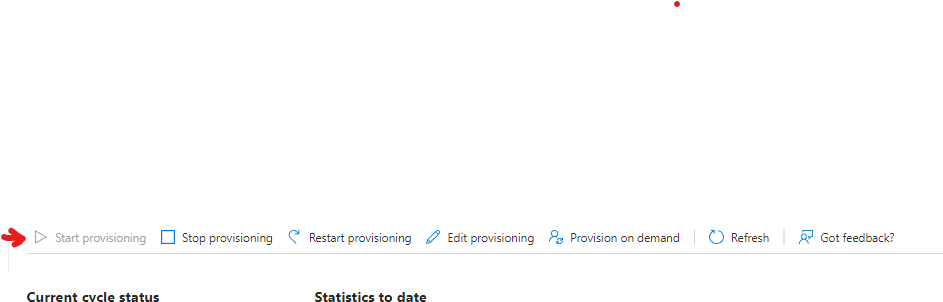 Start provisioning Stop provisioning Restart provisioning Edit provisioning Provision on demand Refresh Got feedback?
Current cycle status Statistics to date